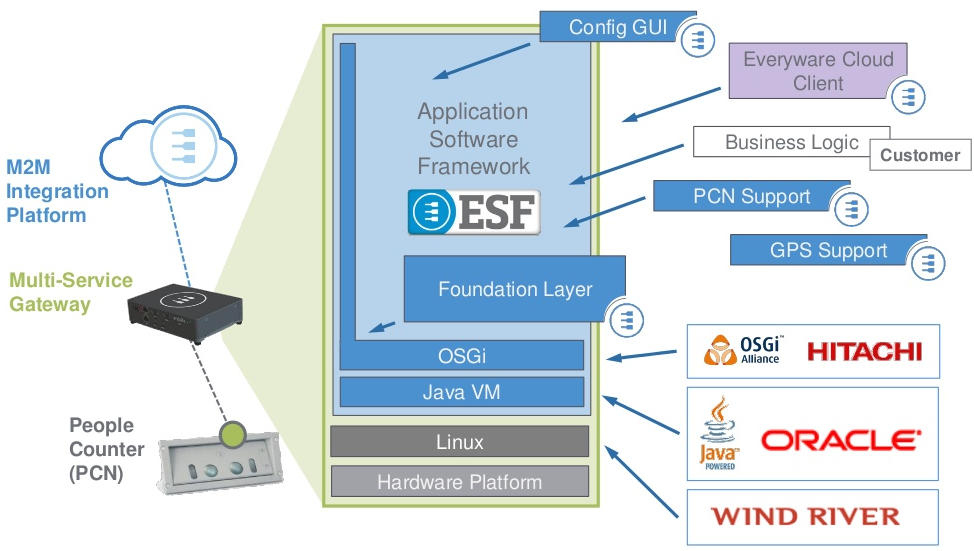 Config GUI
Everyware Cloud
Client
Application
Software
Framework
Business Logic
Customer
M2M
Integration
Platform
ESF
PCN Support
GPS Support
Multi-Service
Gateway
Foundation Layer
OSGi
OSGi™
Alliance
HITACHI
Java VM
Java™
POWERED
ORACLE®
People
Counter
(PCN)
Linux
Hardware Platform
WIND RIVER